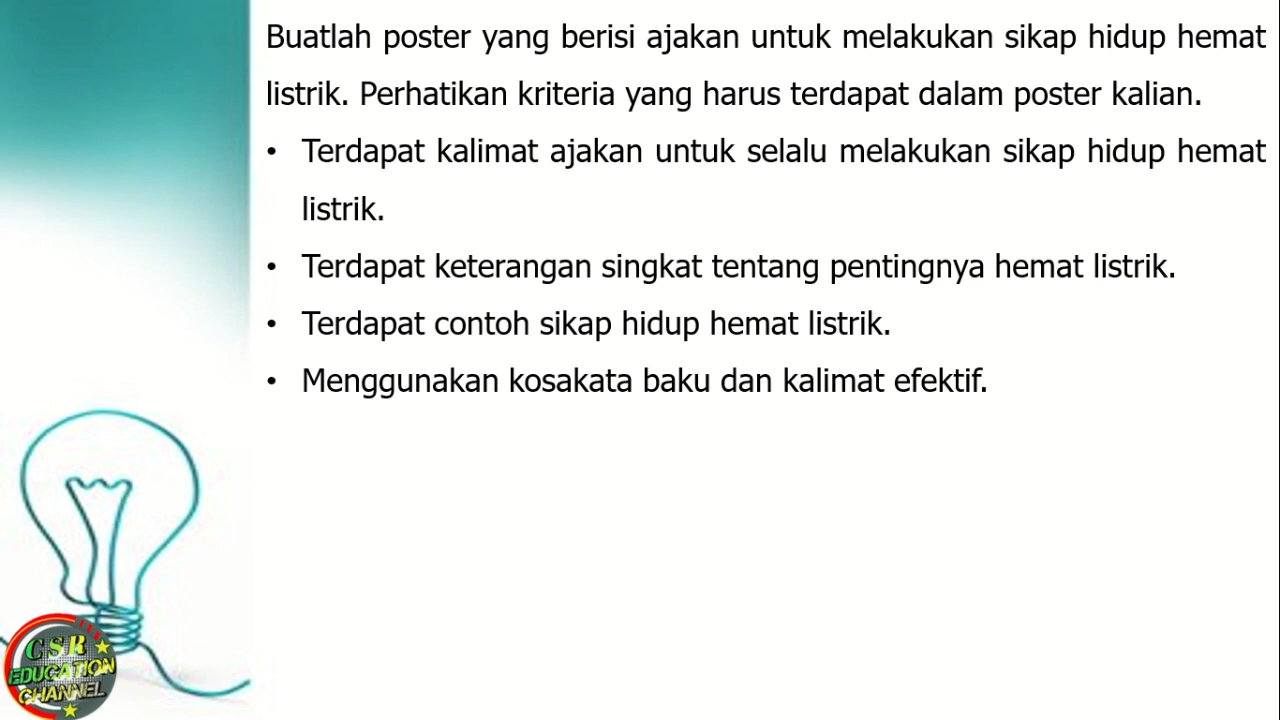 Buatlah poster yang berisi ajakan untuk melakukan sikap hidup hemat
listrik. Perhatikan kriteria yang harus terdapat dalam poster kalian.
• Terdapat kalimat ajakan untuk selalu melakukan sikap hidup hemat
listrik.
• Terdapat keterangan singkat tentang pentingnya hemat listrik.
• Terdapat contoh sikap hidup hemat listrik.
• Menggunakan kosakata baku dan kalimat efektif.
CSR
EDUCATION
CHANNEL